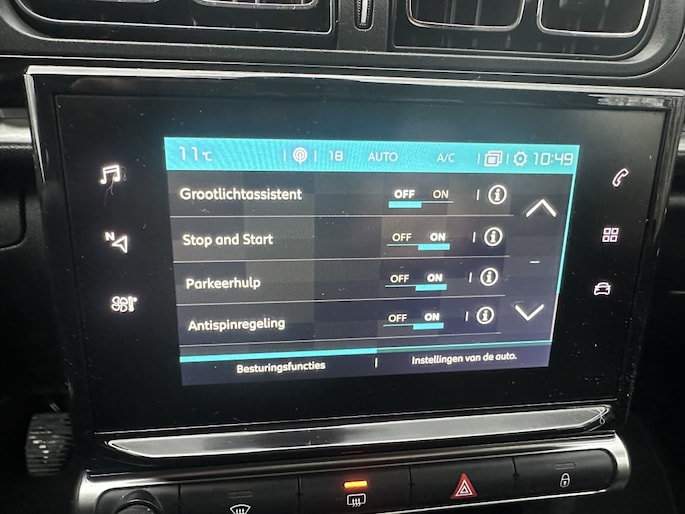 11°C 18 AUTO A/C 10:49
Grootlichtassistent OFF ON
Stop and Start OFF ON
Parkeerhulp OFF ON
Antispinregeling OFF ON
Besturingsfuncties Instellingen van de auto.
N